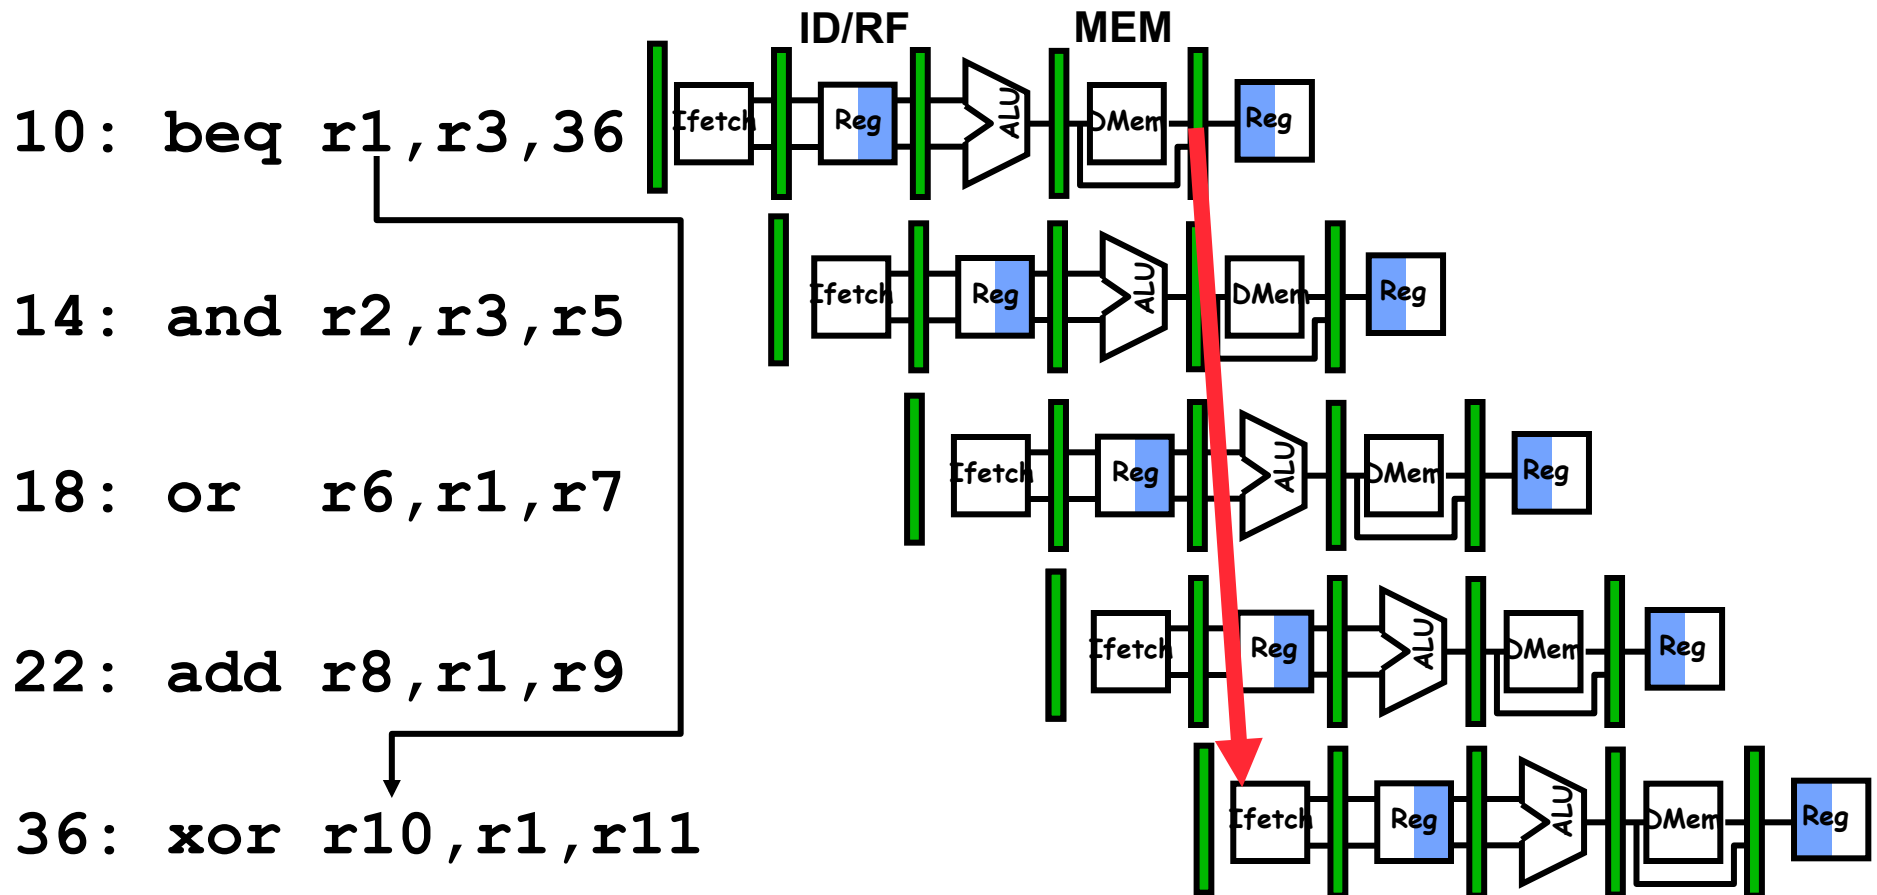 ID/RF MEM
10: beq r1,r3,36 Ifetch Reg ALU DMem Reg
14: and r2,r3,r5 Ifetch Reg ALU DMem Reg
18: or r6,r1,r7 Ifetch Reg ALU DMem Reg
22: add r8,r1,r9 Ifetch Reg ALU DMem Reg
36: xor r10,r1,r11 Ifetch Reg ALU DMem Reg